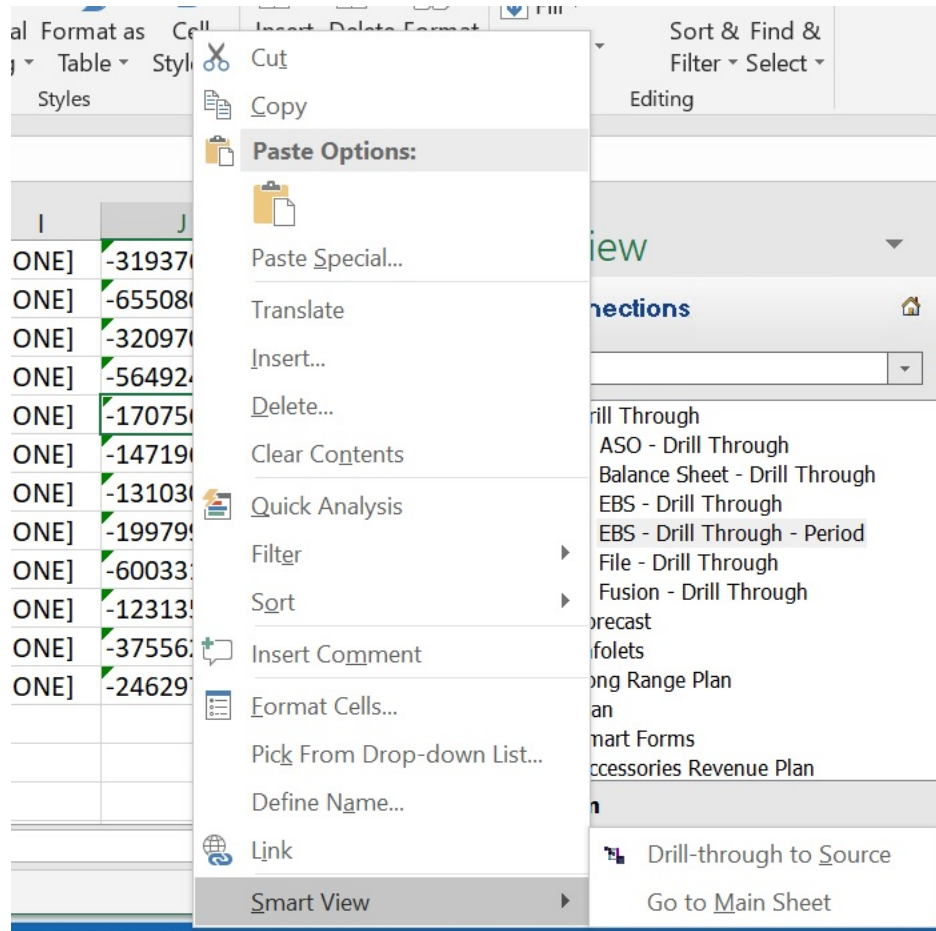 al Format as Cell
Table
Styles
Editing
Sort & Find &
Filter Select
Cut
Copy
Paste Options:
Paste Special...
Translate
Insert...
Delete...
Clear Contents
Quick Analysis
Filter
Sort
Insert Comment
Format Cells...
Pick From Drop-down List...
Define Name...
Link
Smart View
Drill-through to Source
Go to Main Sheet
I J
ONE] -31937
ONE] -65508
ONE] -32097
ONE] -56492
ONE] -17075
ONE] -14719
ONE] -13103
ONE] -19979
ONE] -60033
ONE] -12313
ONE] -37556
ONE] -24629
iew
nections
rill Through
ASO - Drill Through
Balance Sheet - Drill Through
EBS - Drill Through
EBS - Drill Through - Period
File - Drill Through
Fusion - Drill Through
orecast
nfolets
ong Range Plan
an
mart Forms
ccessories Revenue Plan
n